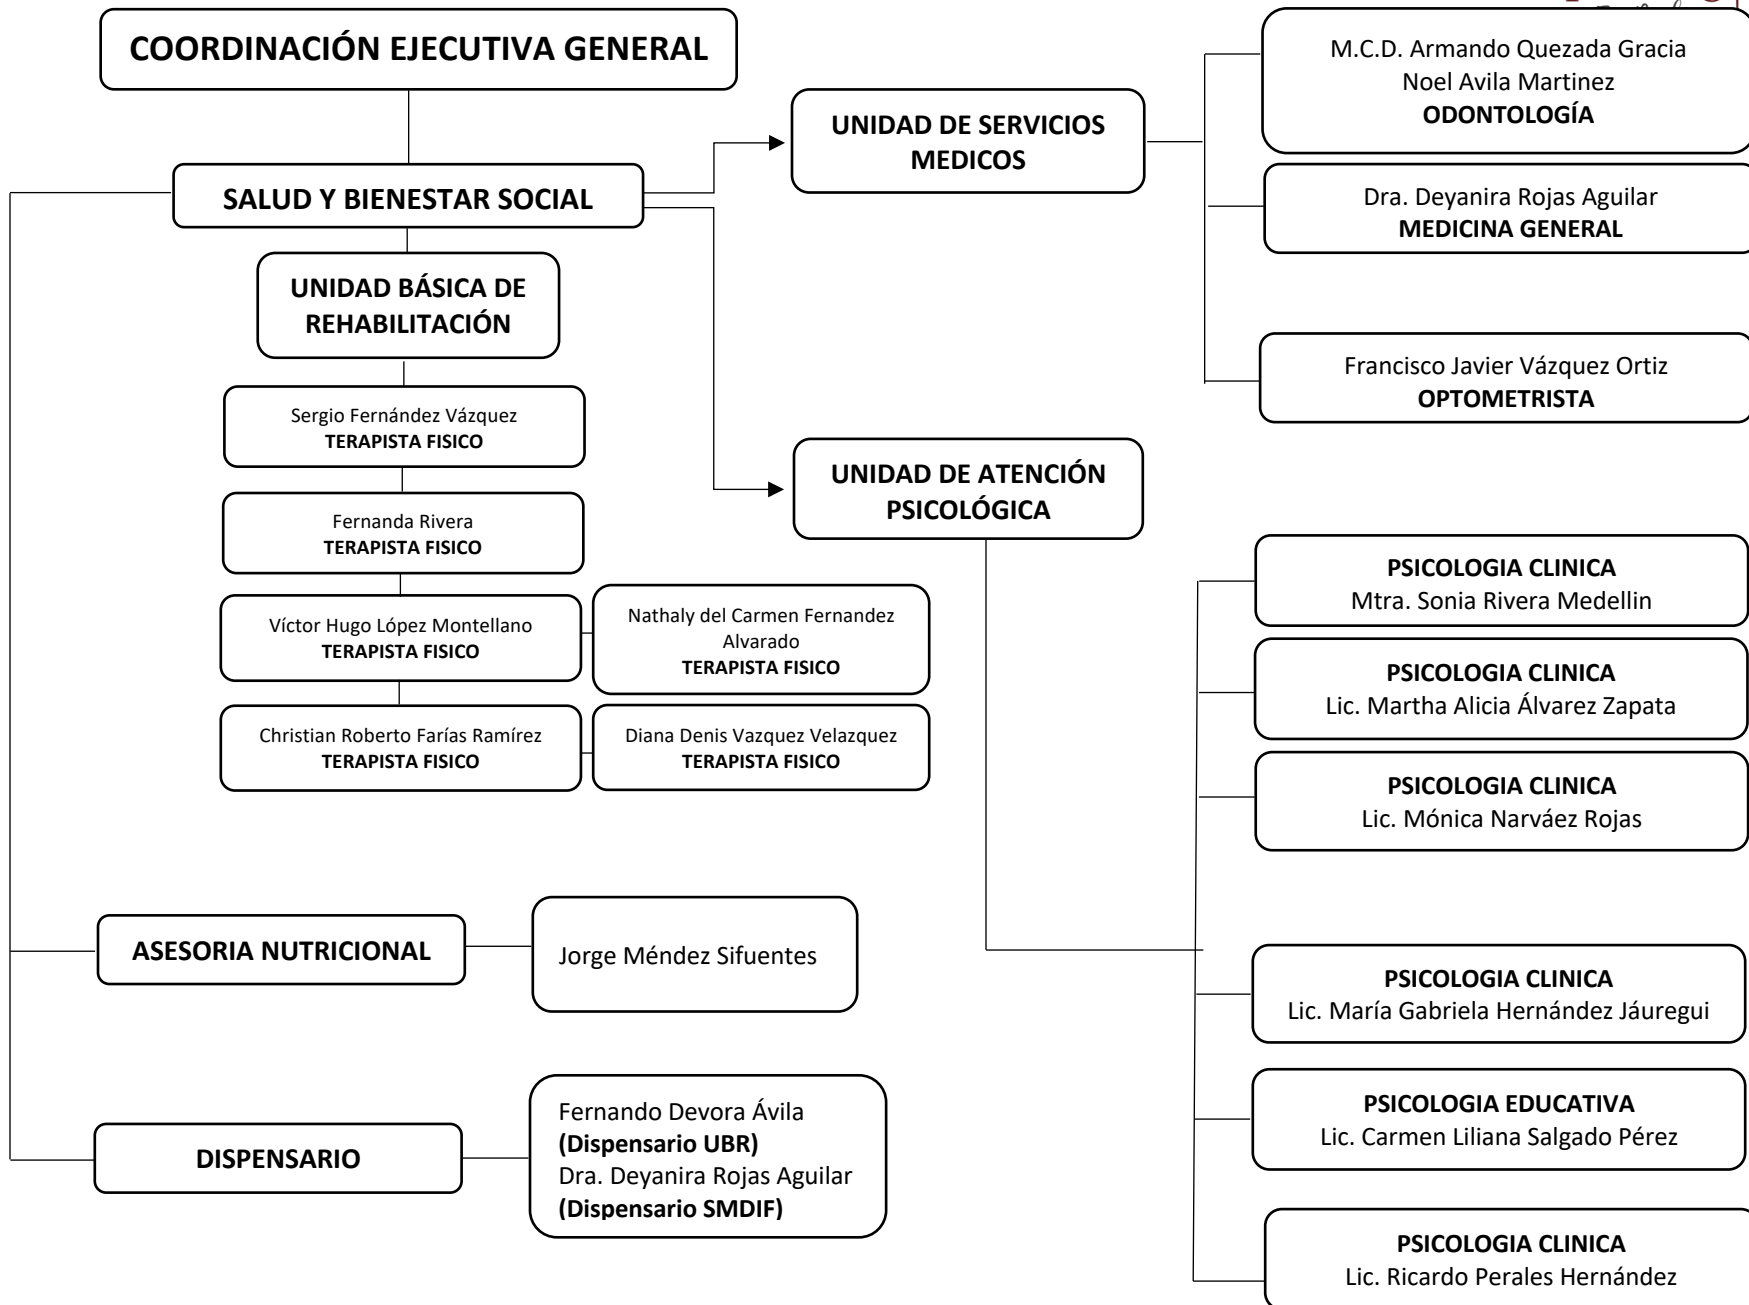 COORDINACIÓN EJECUTIVA GENERAL
SALUD Y BIENESTAR SOCIAL
UNIDAD BÁSICA DE
REHABILITACIÓN
Sergio Fernández Vázquez
TERAPISTA FISICO
Fernanda Rivera
TERAPISTA FISICO
Víctor Hugo López Montellano
TERAPISTA FISICO
Nathaly del Carmen Fernandez
Alvarado
TERAPISTA FISICO
Christian Roberto Farías Ramírez
TERAPISTA FISICO
Diana Denis Vazquez Velazquez
TERAPISTA FISICO
ASESORIA NUTRICIONAL
Jorge Méndez Sifuentes
DISPENSARIO
Fernando Devora Ávila
(Dispensario UBR)
Dra. Deyanira Rojas Aguilar
(Dispensario SMDIF)
UNIDAD DE SERVICIOS
MEDICOS
M.C.D. Armando Quezada Gracia
Noel Avila Martinez
ODONTOLOGÍA
Dra. Deyanira Rojas Aguilar
MEDICINA GENERAL
Francisco Javier Vázquez Ortiz
OPTOMETRISTA
UNIDAD DE ATENCIÓN
PSICOLÓGICA
PSICOLOGIA CLINICA
Mtra. Sonia Rivera Medellin
PSICOLOGIA CLINICA
Lic. Martha Alicia Álvarez Zapata
PSICOLOGIA CLINICA
Lic. Mónica Narváez Rojas
PSICOLOGIA CLINICA
Lic. María Gabriela Hernández Jáuregui
PSICOLOGIA EDUCATIVA
Lic. Carmen Liliana Salgado Pérez
PSICOLOGIA CLINICA
Lic. Ricardo Perales Hernández